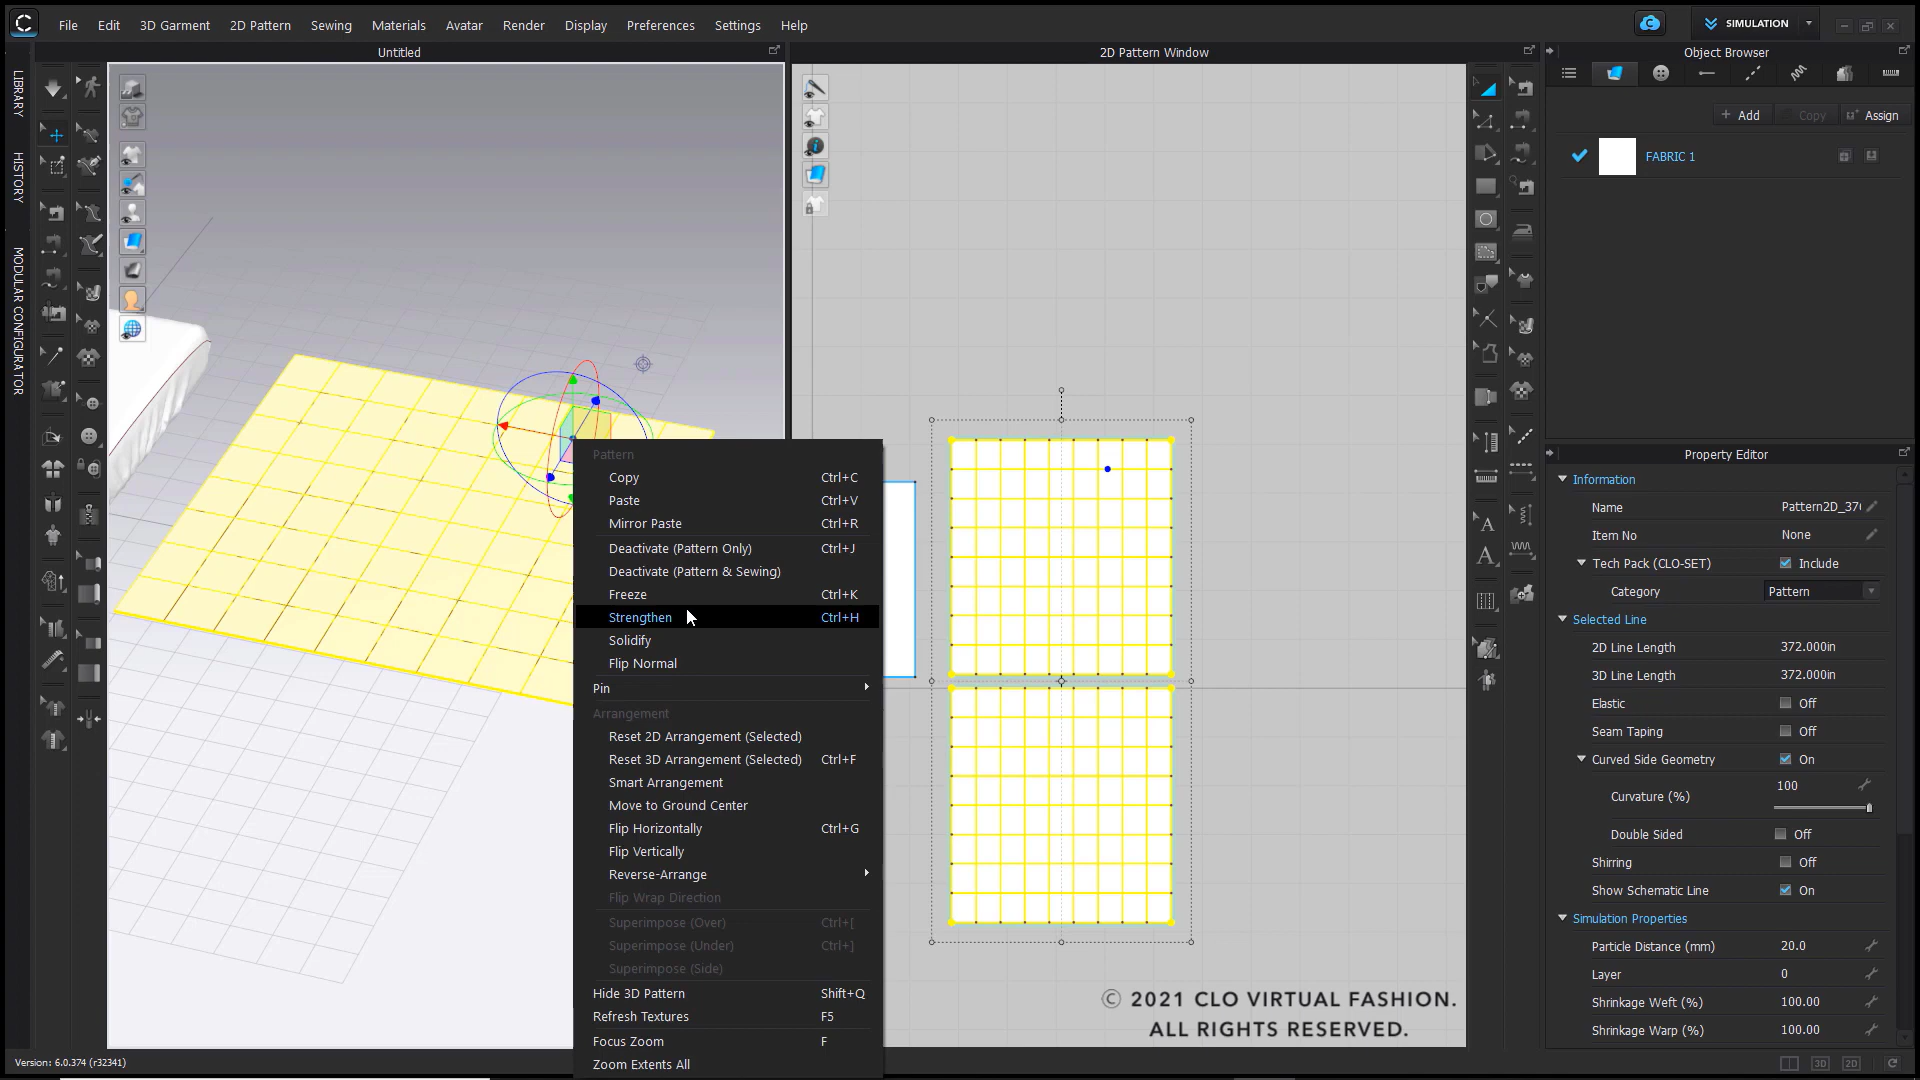 File Edit 3D Garment 2D Pattern Sewing Materials Avatar Render Display Preferences Settings Help
SIMULATION
Untitled
2D Pattern Window
Object Browser
LIBRARY
HISTORY
MODULAR CONFIGURATOR
+ Add Copy Assign
FABRIC 1
Pattern
Copy Ctrl+C
Paste Ctrl+V
Mirror Paste Ctrl+R
Deactivate (Pattern Only) Ctrl+J
Deactivate (Pattern & Sewing)
Freeze Ctrl+K
Strengthen Ctrl+H
Solidify
Flip Normal
Pin
Arrangement
Reset 2D Arrangement (Selected)
Reset 3D Arrangement (Selected) Ctrl+F
Smart Arrangement
Move to Ground Center
Flip Horizontally Ctrl+G
Flip Vertically
Reverse-Arrange
Flip Wrap Direction
Superimpose (Over) Ctrl+[
Superimpose (Under) Ctrl+]
Superimpose (Side)
Hide 3D Pattern Shift+Q
Refresh Textures F5
Focus Zoom F
Zoom Extents All
Property Editor
Information
Name Pattern2D_37
Item No None
Tech Pack (CLO-SET) Include
Category Pattern
Selected Line
2D Line Length 372.000in
3D Line Length 372.000in
Elastic Off
Seam Taping Off
Curved Side Geometry On
Curvature (%) 100
Double Sided Off
Shirring Off
Show Schematic Line On
Simulation Properties
Particle Distance (mm) 20.0
Layer 0
Shrinkage Weft (%) 100.00
Shrinkage Warp (%) 100.00
© 2021 CLO VIRTUAL FASHION.
ALL RIGHTS RESERVED.
Version: 6.0.374 (r32341)
3D 2D